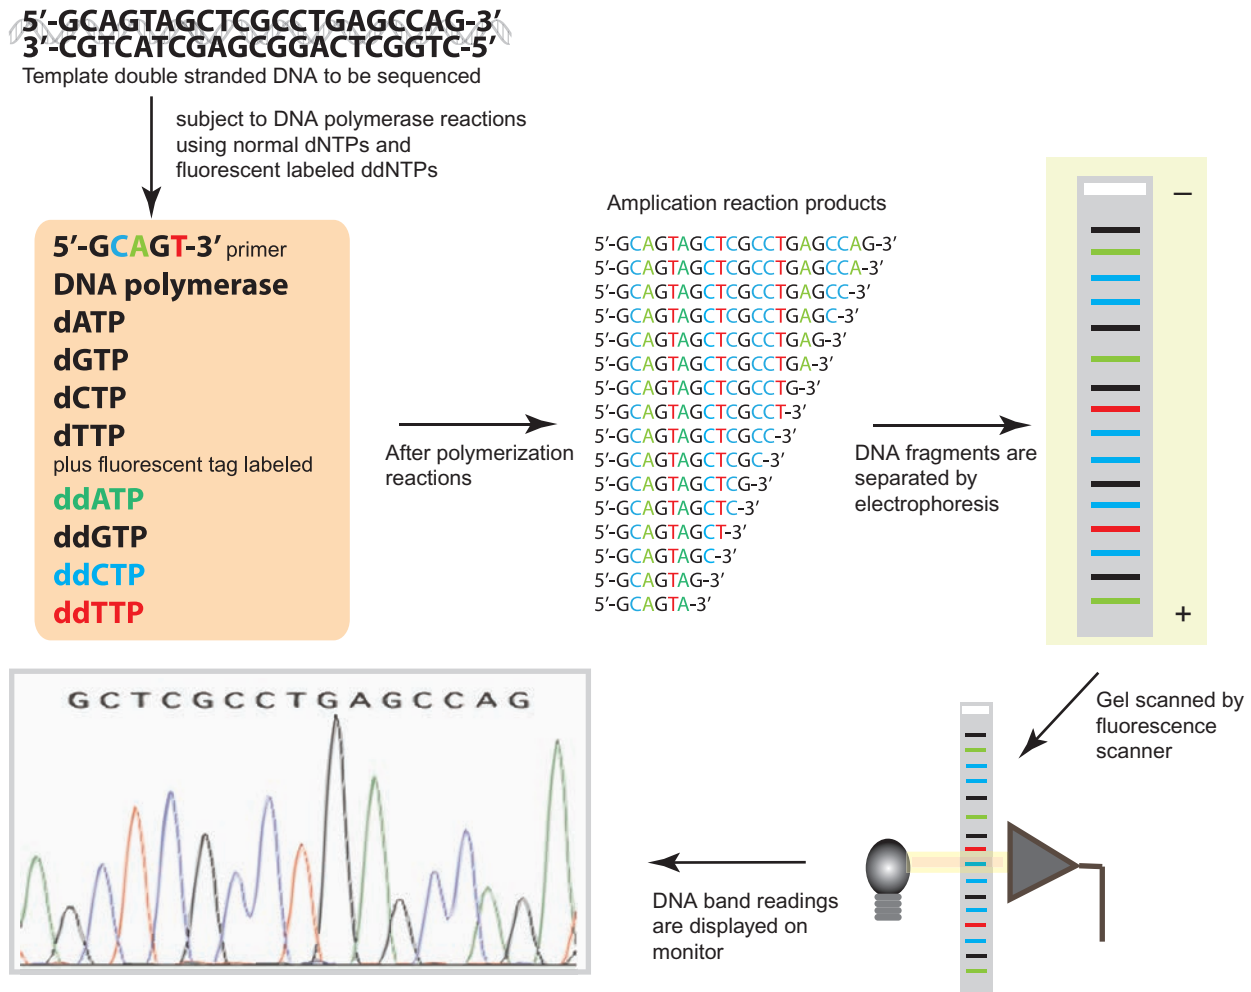 5′-GCAGTAGCTCGCCTGAGCCAG-3′
3′-CGTCATCGAGCGGACTCGGTC-5′
Template double stranded DNA to be sequenced
subject to DNA polymerase reactions
using normal dNTPs and
fluorescent labeled ddNTPs
5′-GCAGT-3′ primer
DNA polymerase
dATP
dGTP
dCTP
dTTP
plus fluorescent tag labeled
ddATP
ddGTP
ddCTP
ddTTP
After polymerization
reactions
Amplication reaction products
5′-GCAGTAGCTCGCCTGAGCCAG-3′
5′-GCAGTAGCTCGCCTGAGCCA-3′
5′-GCAGTAGCTCGCCTGAGCC-3′
5′-GCAGTAGCTCGCCTGAGC-3′
5′-GCAGTAGCTCGCCTGAG-3′
5′-GCAGTAGCTCGCCTGA-3′
5′-GCAGTAGCTCGCCTG-3′
5′-GCAGTAGCTCGCCT-3′
5′-GCAGTAGCTCGCC-3′
5′-GCAGTAGCTCGC-3′
5′-GCAGTAGCTCG-3′
5′-GCAGTAGCTC-3′
5′-GCAGTAGCT-3′
5′-GCAGTAGC-3′
5′-GCAGTAG-3′
5′-GCAGTA-3′
DNA fragments are
separated by
electrophoresis
–
+
Gel scanned by
fluorescence
scanner
DNA band readings
are displayed on
monitor
G C T C G C C T G A G C C A G